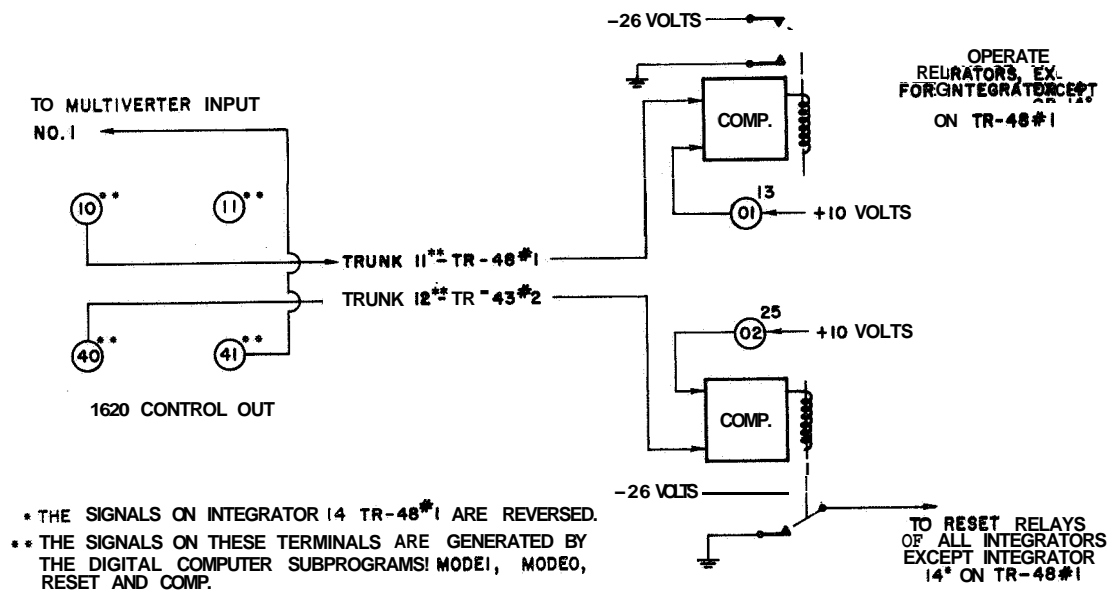 -26 VOLTS
OPERATE
ON TR-48#1
TO MULTIVERTER INPUT
NO. 1
COMP.
10**
11**
13
01
+10 VOLTS
TRUNK 11**- TR-48#1
TRUNK 12**- TR-43#2
25
02
+10 VOLTS
40**
41**
1620 CONTROL OUT
COMP.
-26 VOLTS
TO RESET RELAYS
OF ALL INTEGRATORS
EXCEPT INTEGRATOR
14* ON TR-48#1
* THE SIGNALS ON INTEGRATOR 14 TR-48#1 ARE REVERSED.
** THE SIGNALS ON THESE TERMINALS ARE GENERATED BY
THE DIGITAL COMPUTER SUBPROGRAMS! MODE1, MODE0,
RESET AND COMP.